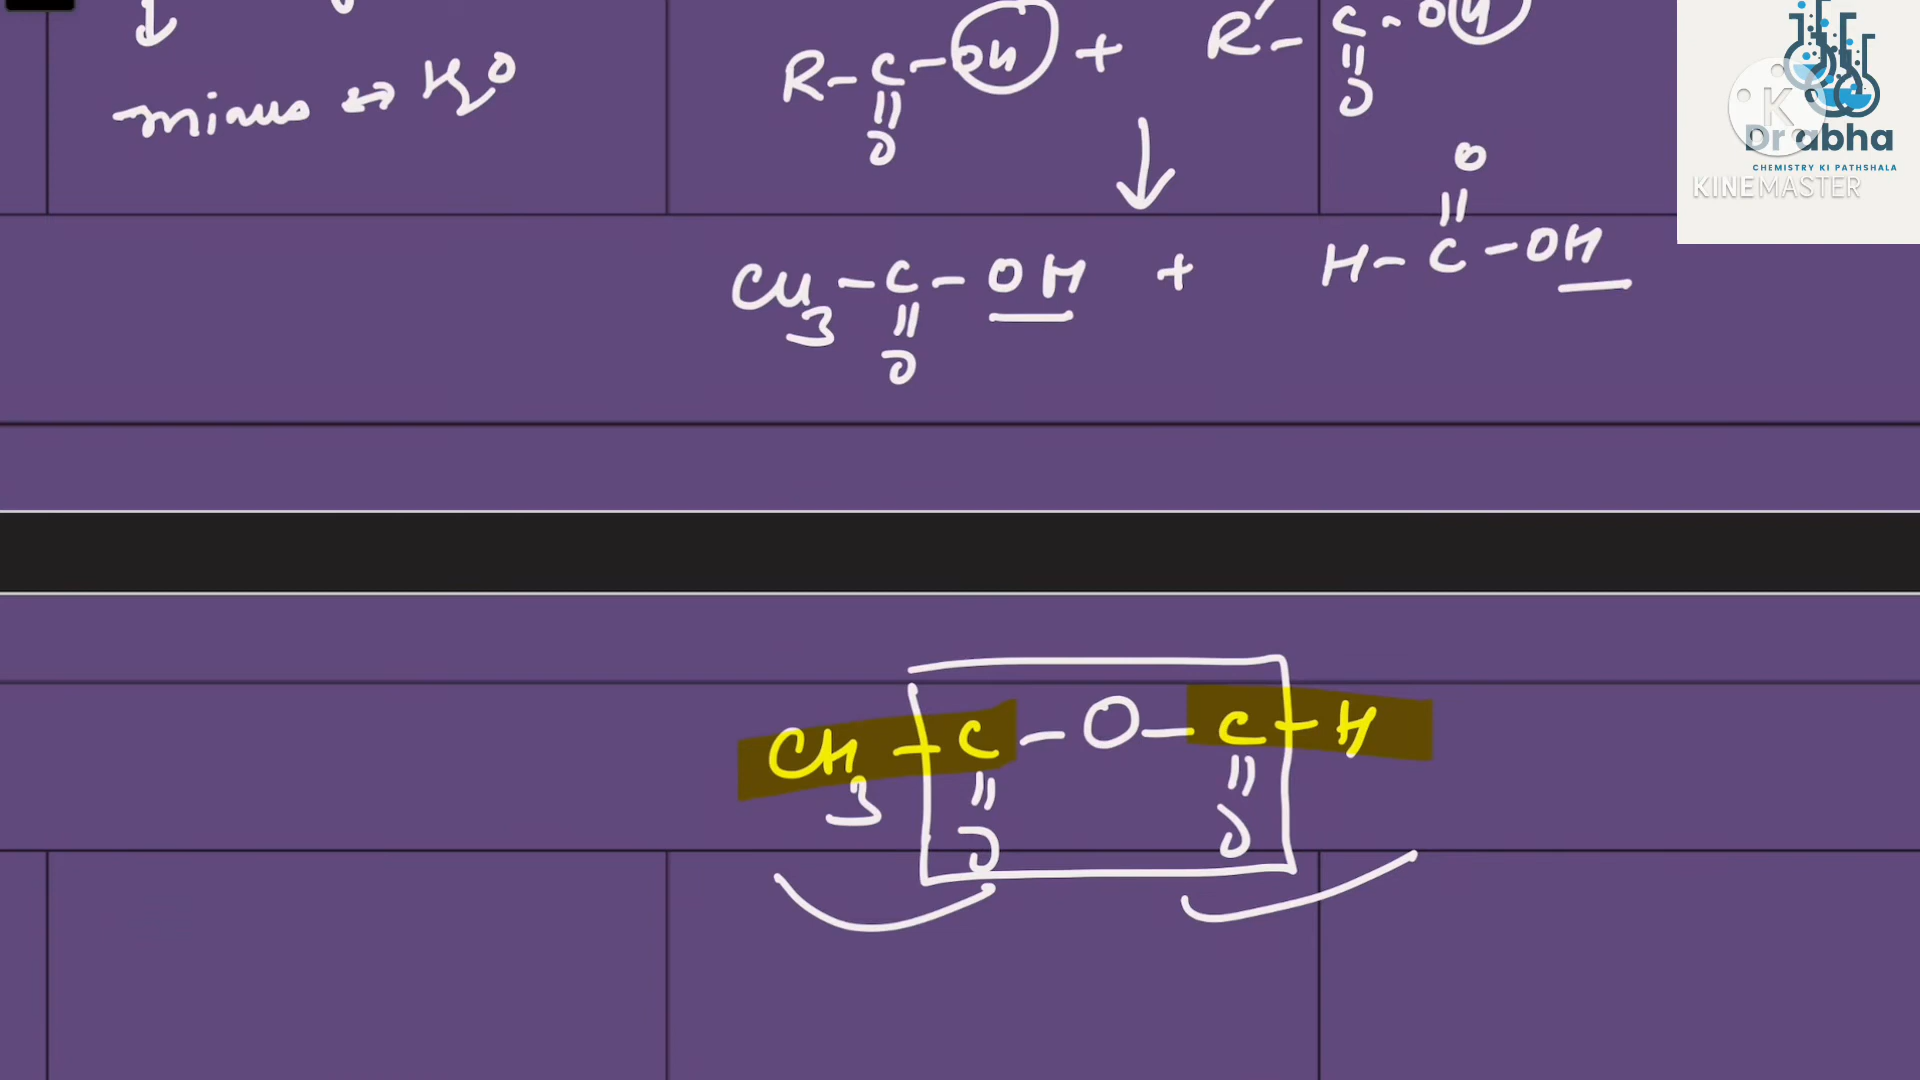 R-C-OH + R'-C-OH
|| ||
O O
minus ↔ H2O
O
||
CH3-C-OH + H-C-OH
||
O
CH3-C-O-C-H
|| ||
O O
Dr abha
CHEMISTRY KI PATHSHALA
K
KINEMASTER